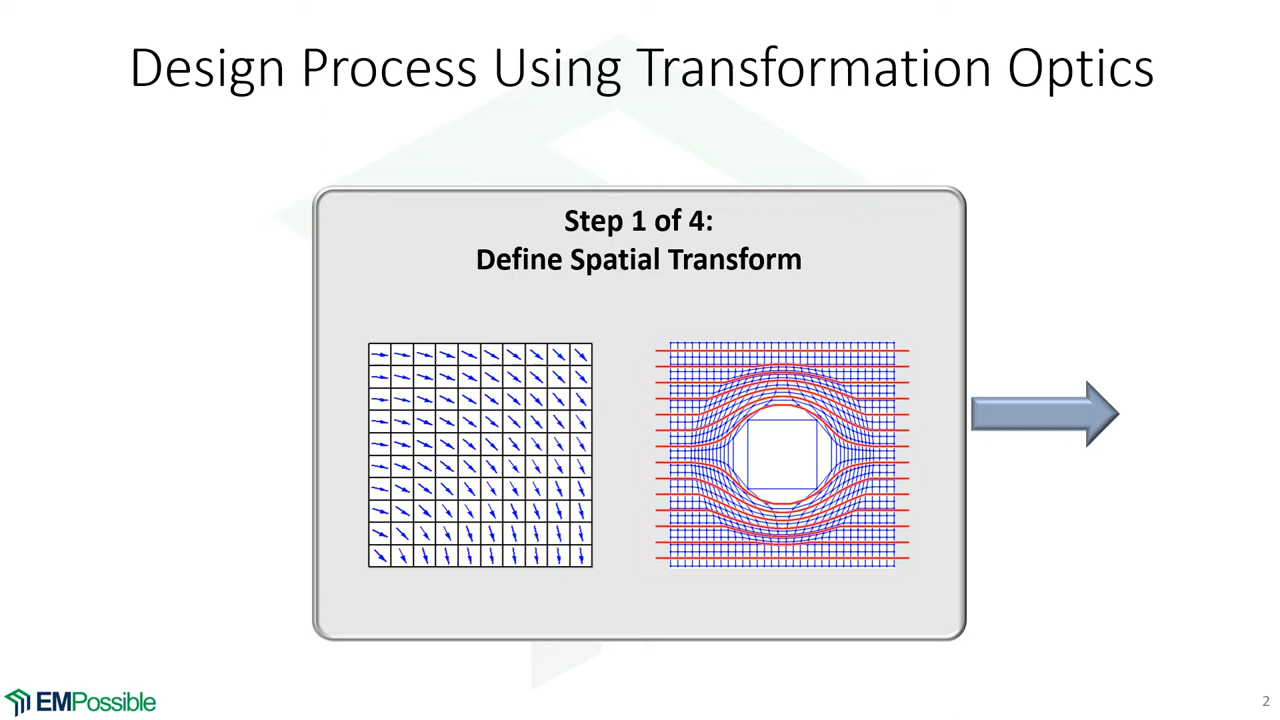 Design Process Using Transformation Optics
Step 1 of 4:
Define Spatial Transform
EMPossible
2